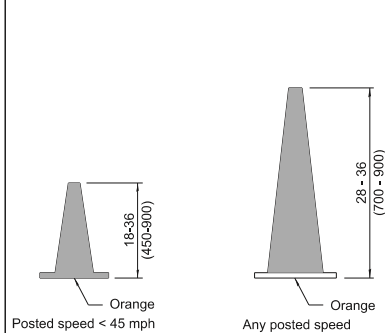 18-36
(450-900)
Orange
Posted speed < 45 mph
28 - 36
(700 - 900)
Orange
Any posted speed